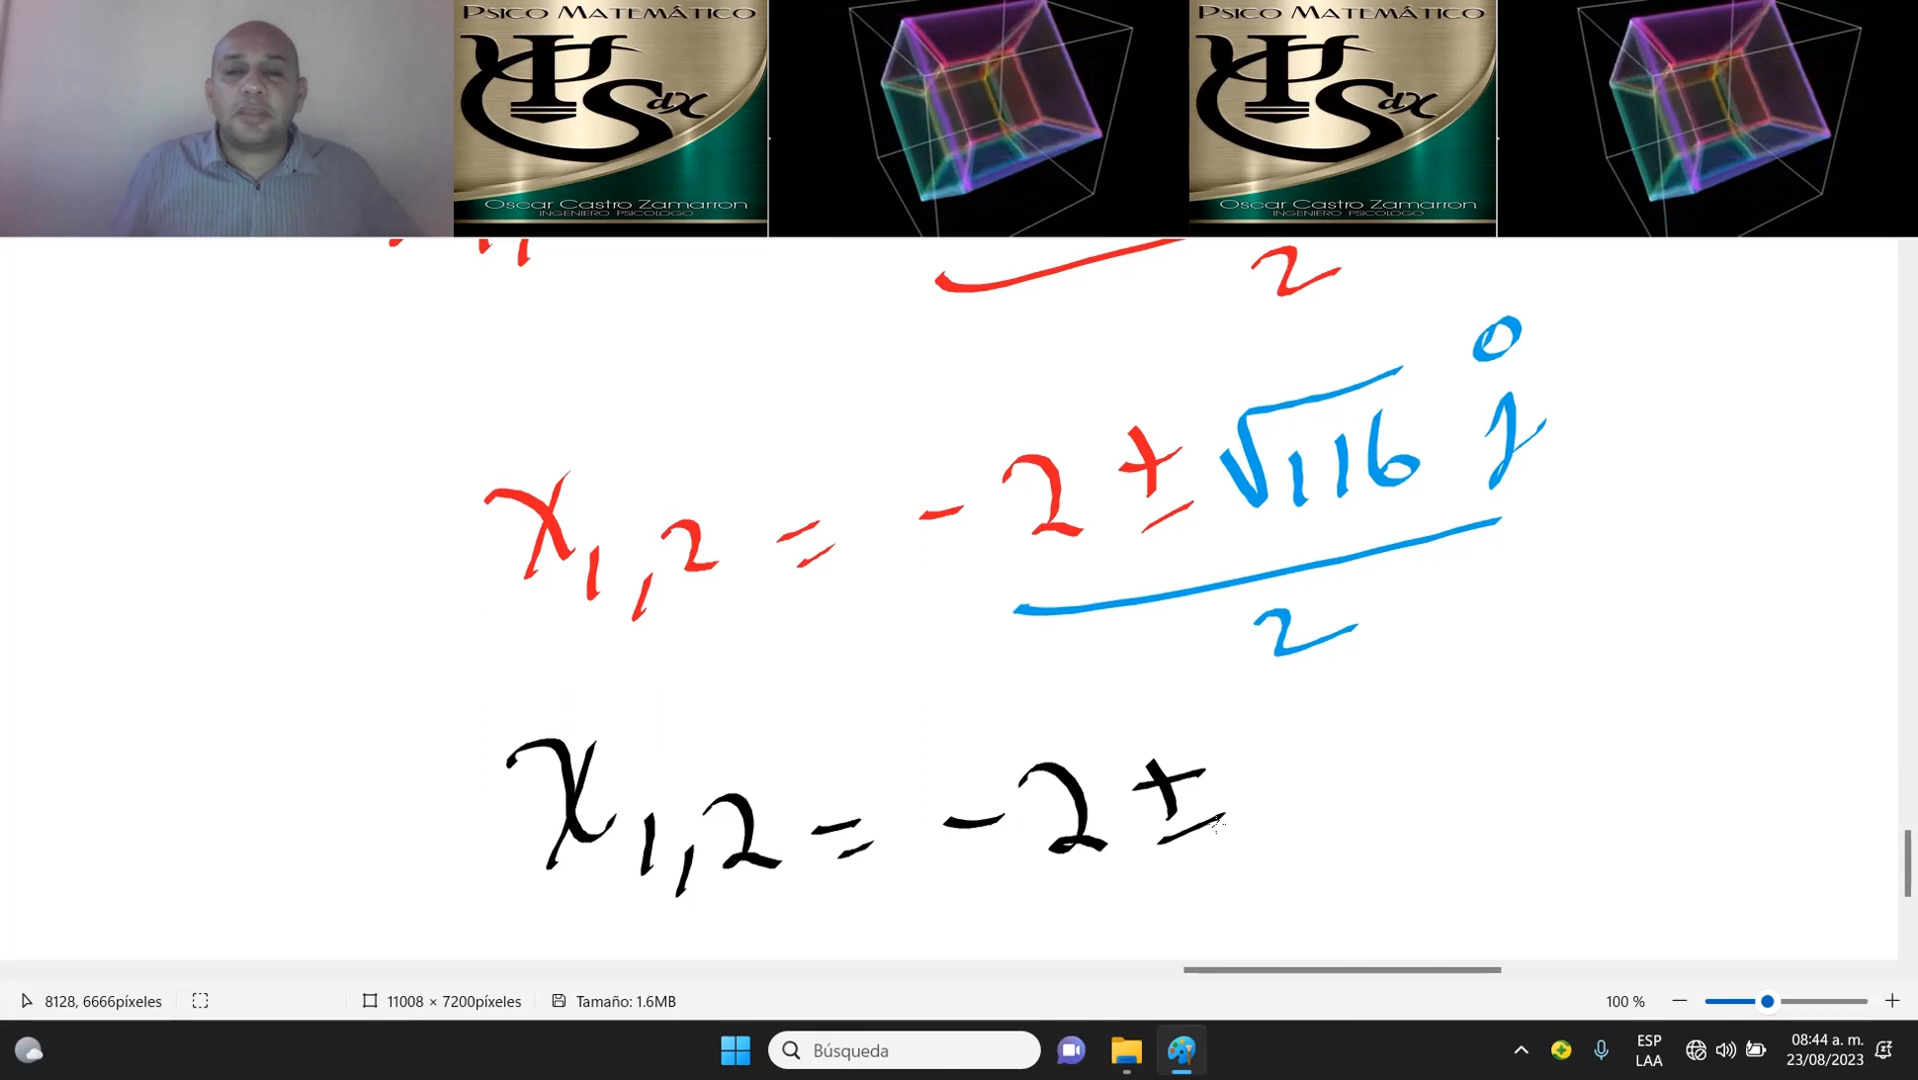 PSICO MATEMÁTICO
dx
Oscar Castro Zamarron
INGENIERO PSICOLOGO
PSICO MATEMÁTICO
dx
Oscar Castro Zamarron
INGENIERO PSICOLOGO
2
0
x1,2 = -2 ± √116 j
2
x1,2 = -2 ±
8128, 6666píxeles
11008 × 7200píxeles
Tamaño: 1.6MB
100 %
Búsqueda
ESP
LAA
08:44 a. m.
23/08/2023